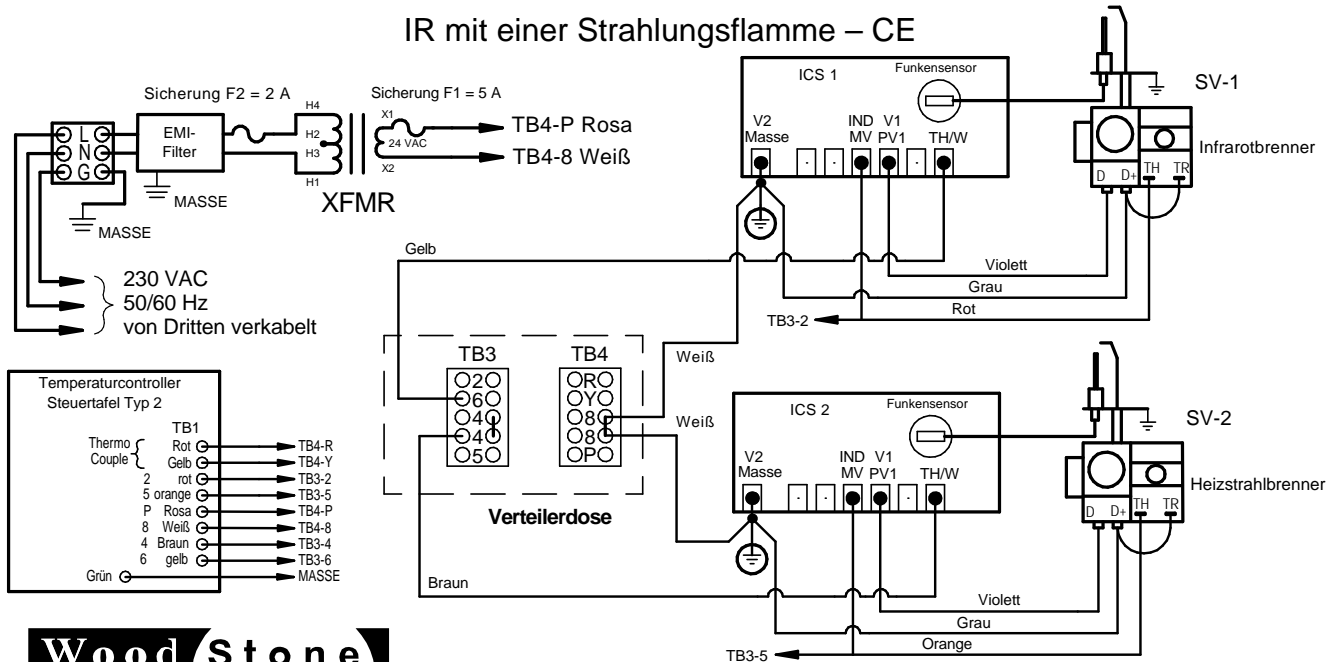 IR mit einer Strahlungsflamme – CE
Sicherung F2 = 2 A
Sicherung F1 = 5 A
L
N
G
EMI-
Filter
H4
H2
H3
H1
XFMR
X1
24 VAC
X2
TB4-P Rosa
TB4-8 Weiß
MASSE
MASSE
230 VAC
50/60 Hz
von Dritten verkabelt
ICS 1
Funkensensor
V2
Masse
IND
MV
V1
PV1
TH/W
SV-1
Infrarotbrenner
D
D+
TH
TR
Gelb
Violett
Grau
Rot
TB3-2
TB3
2
6
4
4
5
TB4
R
Y
8
8
P
Verteilerdose
Weiß
Weiß
Braun
ICS 2
Funkensensor
V2
Masse
IND
MV
V1
PV1
TH/W
SV-2
Heizstrahlbrenner
D
D+
TH
TR
Violett
Grau
Orange
TB3-5
Temperaturcontroller
Steuertafel Typ 2
TB1
Thermo
Couple
Rot TB4-R
Gelb TB4-Y
2 rot TB3-2
5 orange TB3-5
P Rosa TB4-P
8 Weiß TB4-8
4 Braun TB3-4
6 gelb TB3-6
Grün MASSE
Wood Stone